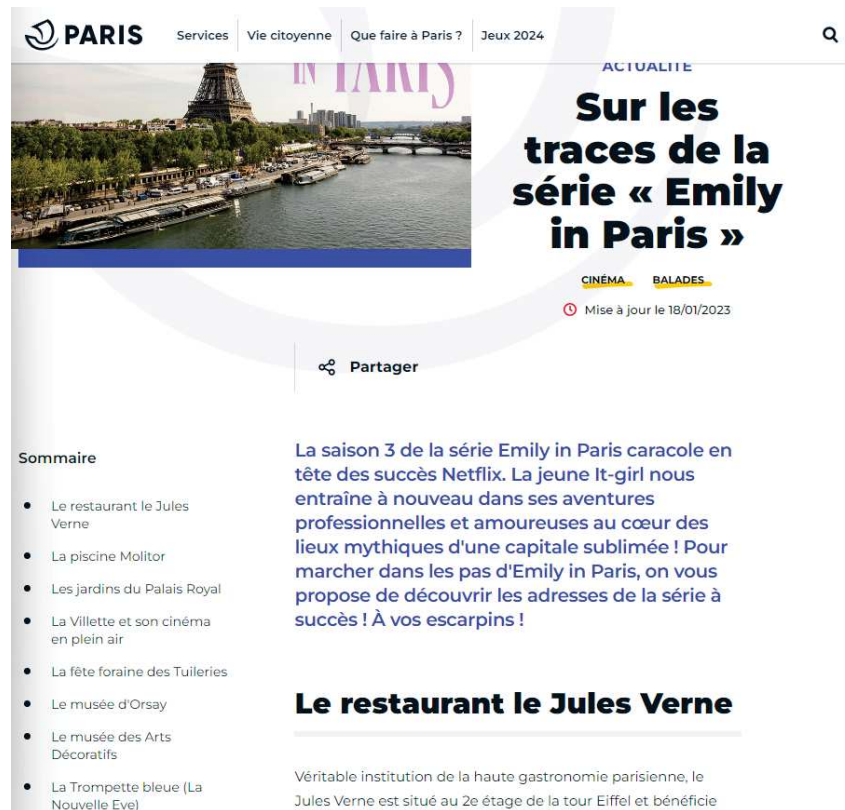 PARIS
Services
Vie citoyenne
Que faire à Paris ?
Jeux 2024
IN PARIS
ACTUALITÉ
Sur les
traces de la
série « Emily
in Paris »
CINÉMA
BALADES
Mise à jour le 18/01/2023
Partager
Sommaire
Le restaurant le Jules
Verne
La piscine Molitor
Les jardins du Palais Royal
La Villette et son cinéma
en plein air
La fête foraine des Tuileries
Le musée d'Orsay
Le musée des Arts
Décoratifs
La Trompette bleue (La
Nouvelle Eve)
La saison 3 de la série Emily in Paris caracole en
tête des succès Netflix. La jeune It-girl nous
entraîne à nouveau dans ses aventures
professionnelles et amoureuses au cœur des
lieux mythiques d'une capitale sublimée ! Pour
marcher dans les pas d'Emily in Paris, on vous
propose de découvrir les adresses de la série à
succès ! À vos escarpins !
Le restaurant le Jules Verne
Véritable institution de la haute gastronomie parisienne, le
Jules Verne est situé au 2e étage de la tour Eiffel et bénéficie